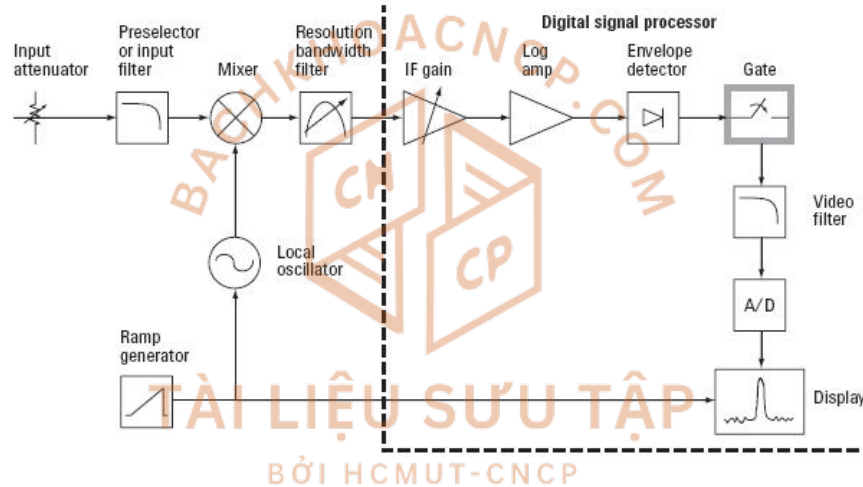 Digital signal processor
Input
attenuator
Preselector
or input
filter
Mixer
Resolution
bandwidth
filter
IF gain
Log
amp
Envelope
detector
Gate
Video
filter
Local
oscillator
A/D
Ramp
generator
Display
BACHKHOACNCP.COM
CN
CP
TÀI LIỆU SƯU TẬP
BỞI HCMUT-CNCP